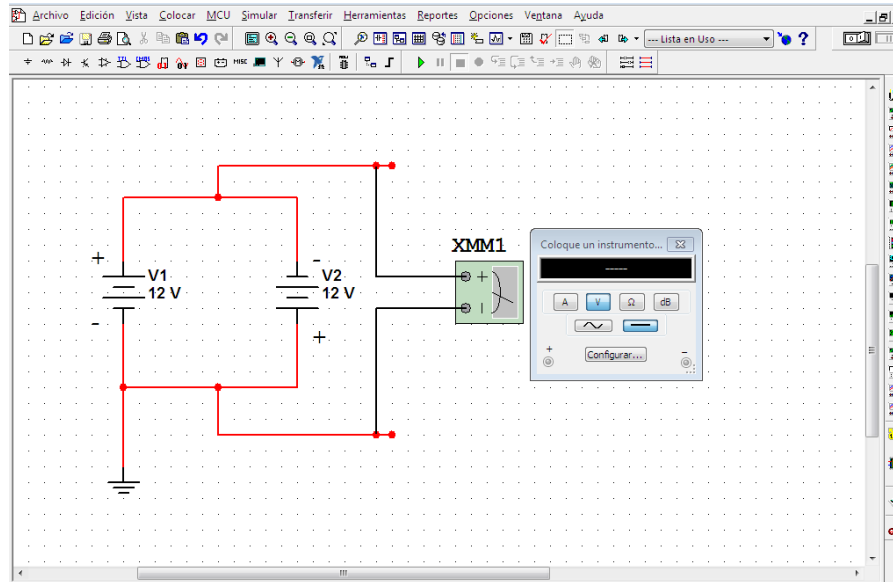 Archivo Edición Vista Colocar MCU Simular Transferir Herramientas Reportes Opciones Ventana Ayuda
--- Lista en Uso ---
MISC
+ -
XMM1
Coloque un instrumento...
-----
V1
12 V
V2
12 V
+
A V Ω dB
- +
+ -
Configurar...